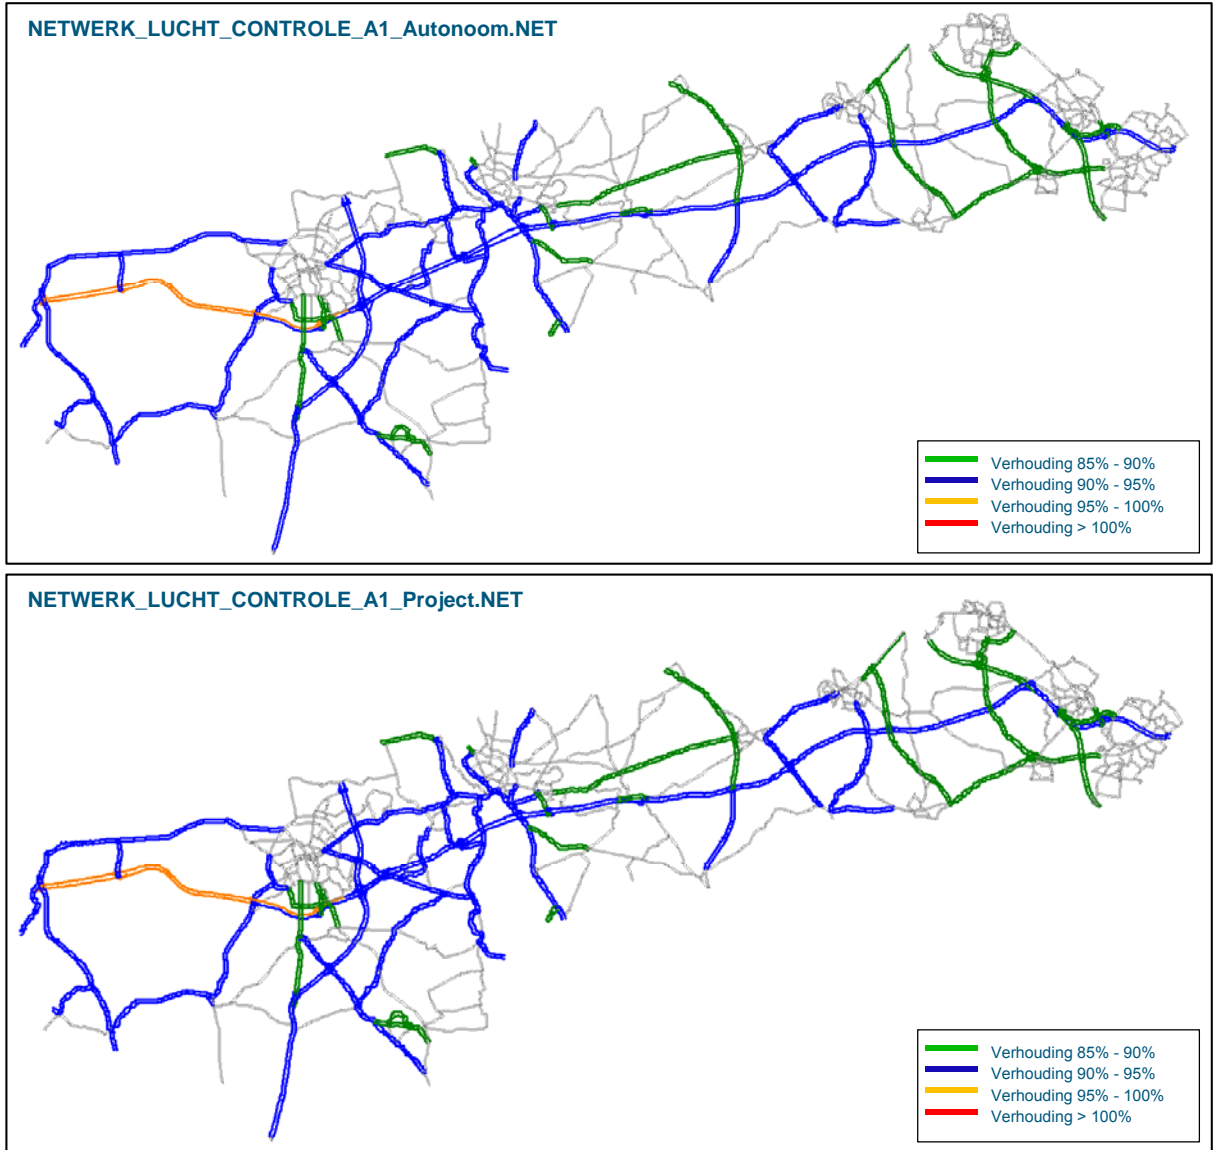 NETWERK_LUCHT_CONTROLE_A1_Autonoom.NET
Verhouding 85% - 90%
Verhouding 90% - 95%
Verhouding 95% - 100%
Verhouding > 100%
NETWERK_LUCHT_CONTROLE_A1_Project.NET
Verhouding 85% - 90%
Verhouding 90% - 95%
Verhouding 95% - 100%
Verhouding > 100%